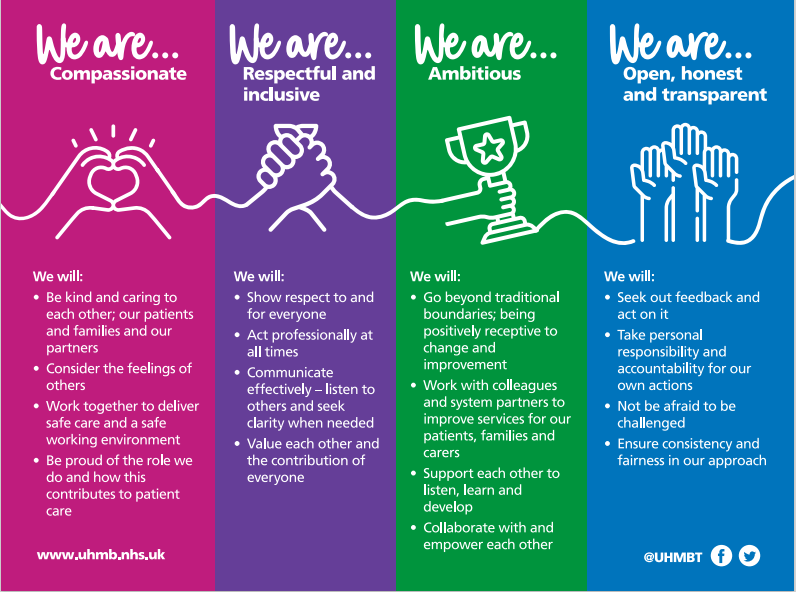 We are...
Compassionate
We will:
• Be kind and caring to
each other; our patients
and families and our
partners
• Consider the feelings of
others
• Work together to deliver
safe care and a safe
working environment
• Be proud of the role we
do and how this
contributes to patient
care
www.uhmb.nhs.uk
We are...
Respectful and
inclusive
We will:
• Show respect to and
for everyone
• Act professionally at
all times
• Communicate
effectively – listen to
others and seek
clarity when needed
• Value each other and
the contribution of
everyone
We are...
Ambitious
We will:
• Go beyond traditional
boundaries; being
positively receptive to
change and
improvement
• Work with colleagues
and system partners to
improve services for our
patients, families and
carers
• Support each other to
listen, learn and
develop
• Collaborate with and
empower each other
We are...
Open, honest
and transparent
We will:
• Seek out feedback and
act on it
• Take personal
responsibility and
accountability for our
own actions
• Not be afraid to be
challenged
• Ensure consistency and
fairness in our approach
@UHMBT